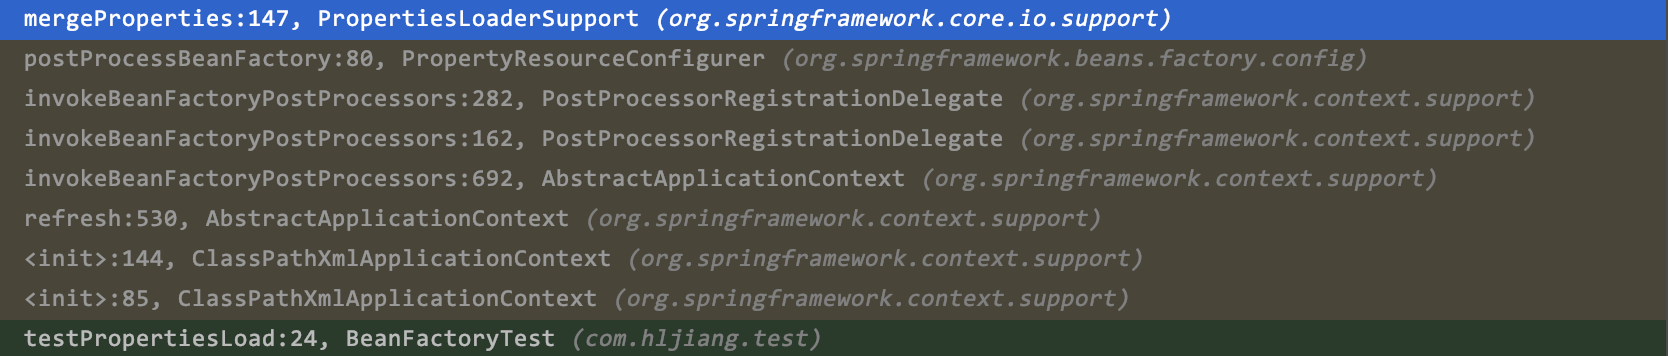 mergeProperties:147, PropertiesLoaderSupport (org.springframework.core.io.support)
postProcessBeanFactory:80, PropertyResourceConfigurer (org.springframework.beans.factory.config)
invokeBeanFactoryPostProcessors:282, PostProcessorRegistrationDelegate (org.springframework.context.support)
invokeBeanFactoryPostProcessors:162, PostProcessorRegistrationDelegate (org.springframework.context.support)
invokeBeanFactoryPostProcessors:692, AbstractApplicationContext (org.springframework.context.support)
refresh:530, AbstractApplicationContext (org.springframework.context.support)
<init>:144, ClassPathXmlApplicationContext (org.springframework.context.support)
<init>:85, ClassPathXmlApplicationContext (org.springframework.context.support)
testPropertiesLoad:24, BeanFactoryTest (com.hljiang.test)